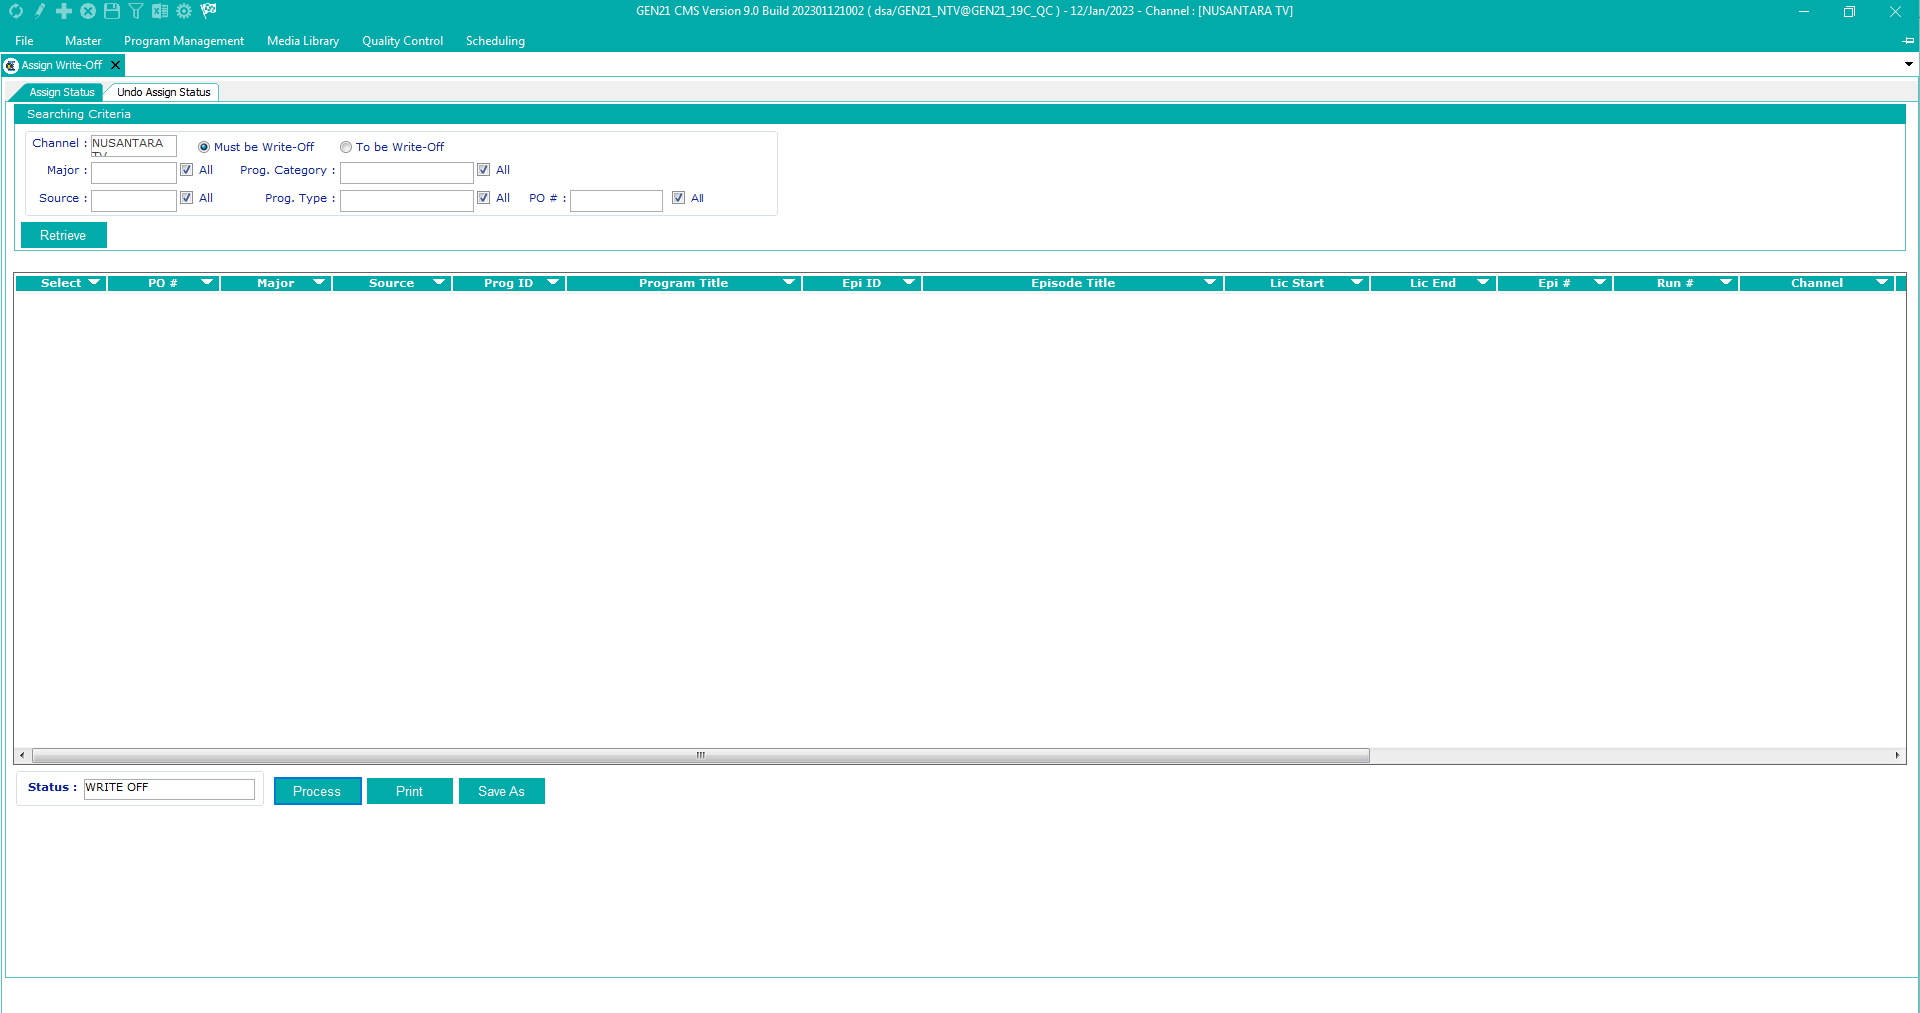 GEN21 CMS Version 9.0 Build 202301121002 ( dsa/GEN21_NTV@GEN21_19C_QC ) - 12/Jan/2023 - Channel : [NUSANTARA TV]
File Master Program Management Media Library Quality Control Scheduling
Assign Write-Off
Assign Status Undo Assign Status
Searching Criteria
Channel : NUSANTARA TV Must be Write-Off To be Write-Off
Major : All Prog. Category : All
Source : All Prog. Type : All PO # : All
Retrieve
Select PO # Major Source Prog ID Program Title Epi ID Episode Title Lic Start Lic End Epi # Run # Channel
Status : WRITE OFF Process Print Save As